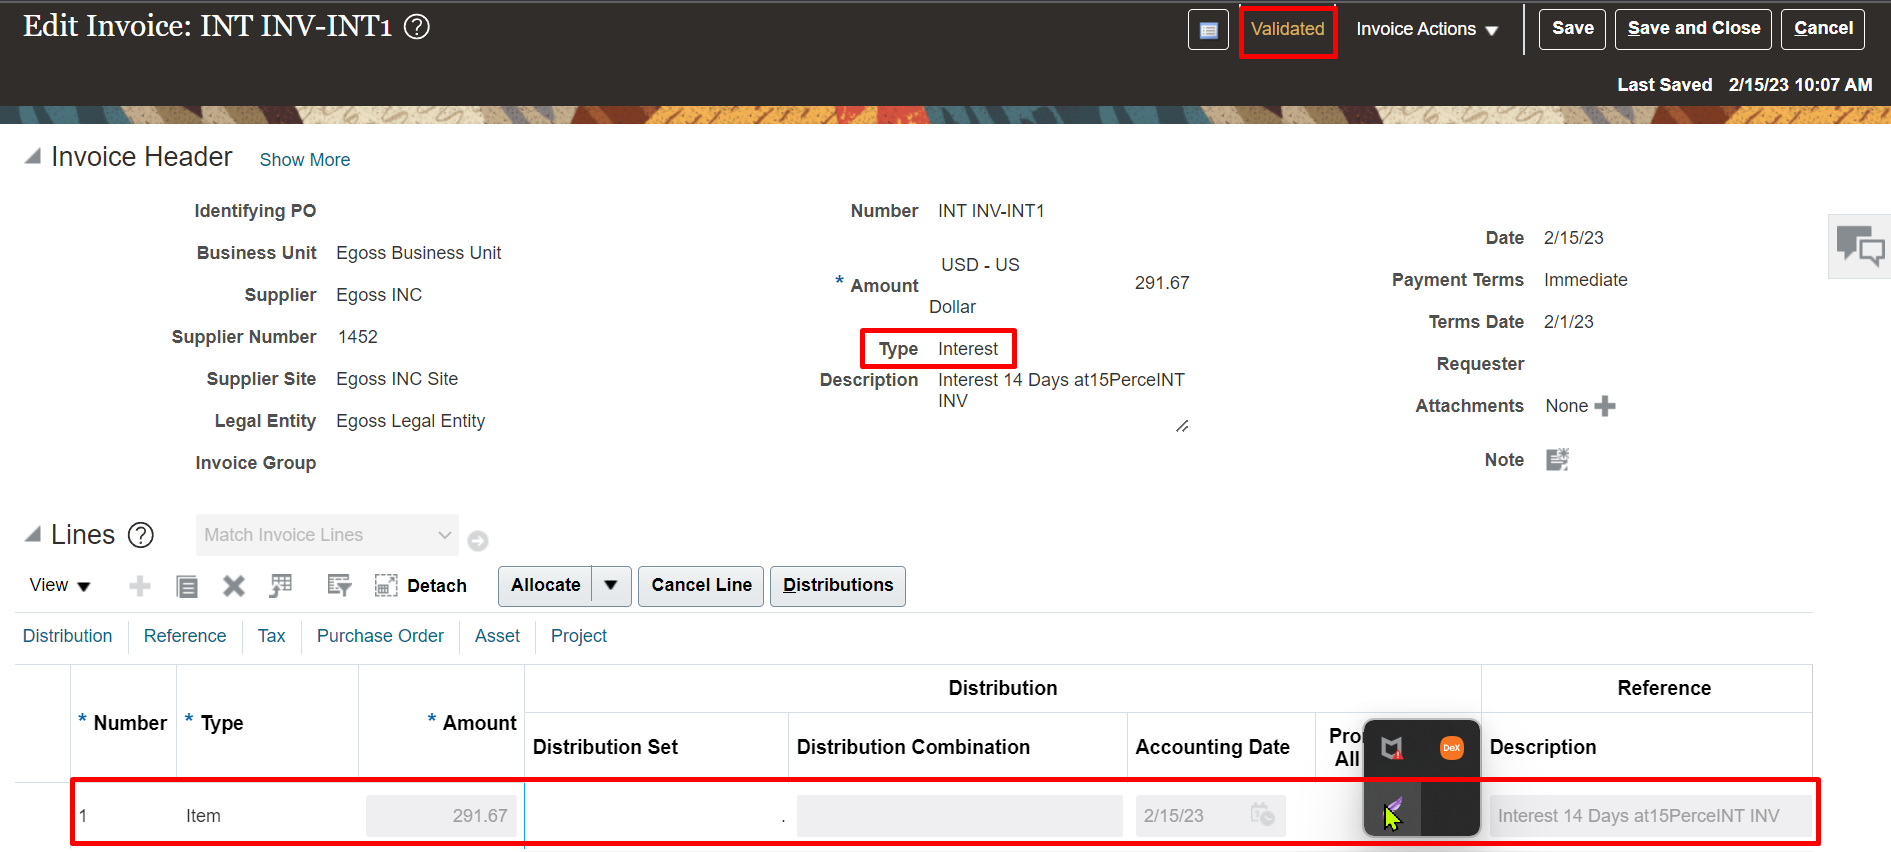 Edit Invoice: INT INV-INT1 ?
Validated Invoice Actions Save Save and Close Cancel
Last Saved 2/15/23 10:07 AM
Invoice Header Show More
Identifying PO
Business Unit Egoss Business Unit
Supplier Egoss INC
Supplier Number 1452
Supplier Site Egoss INC Site
Legal Entity Egoss Legal Entity
Invoice Group
Number INT INV-INT1
* Amount USD - US Dollar 291.67
Type Interest
Description Interest 14 Days at15PerceINT
INV
Date 2/15/23
Payment Terms Immediate
Terms Date 2/1/23
Requester
Attachments None
Note
Lines ? Match Invoice Lines
View Detach Allocate Cancel Line Distributions
Distribution Reference Tax Purchase Order Asset Project
Distribution Reference
* Number * Type * Amount
Distribution Set Distribution Combination Accounting Date
All
Description
DeX
1 Item 291.67 . 2/15/23 Interest 14 Days at15PerceINT INV